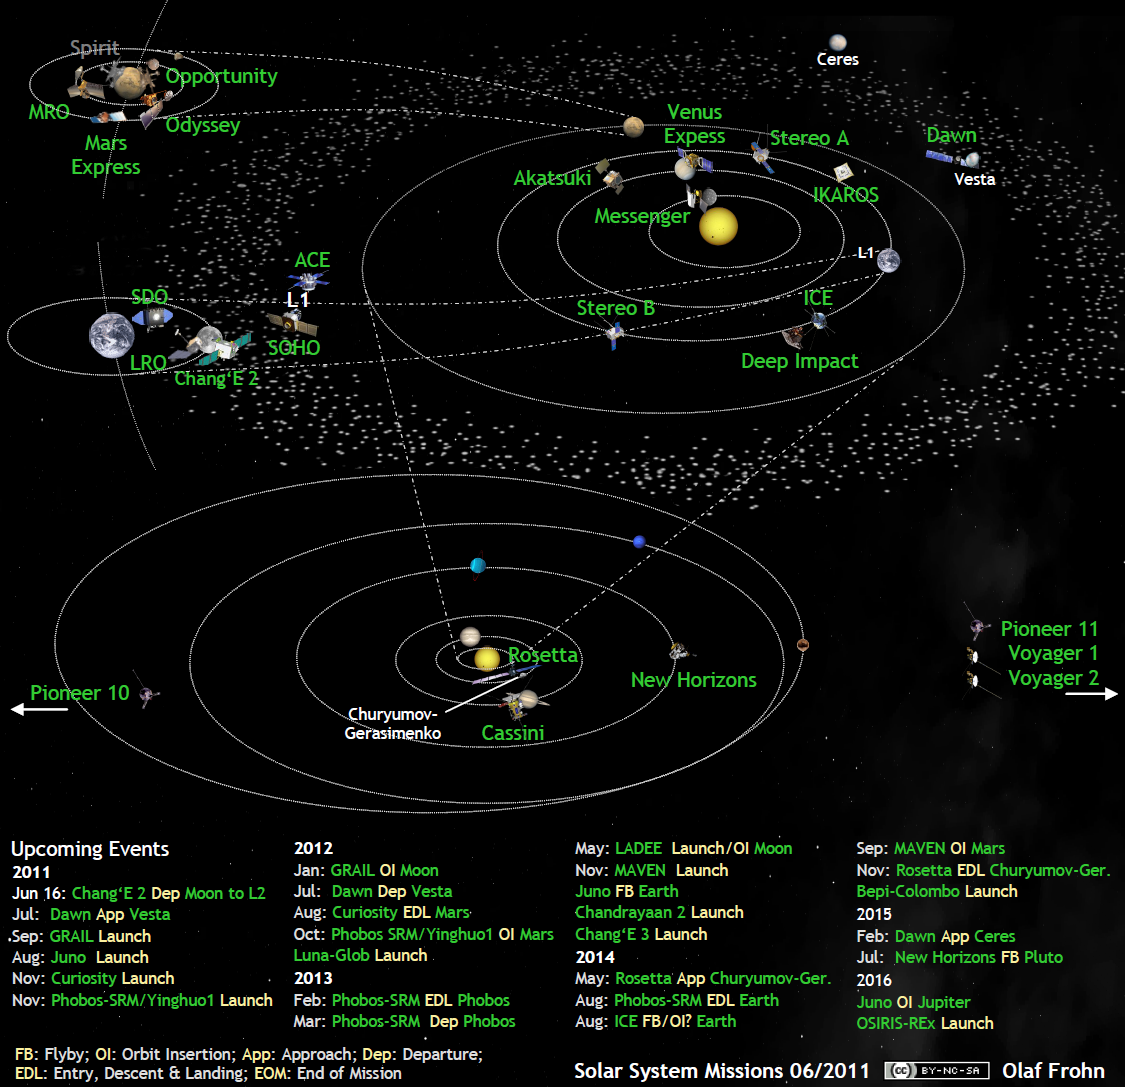 Spirit
Opportunity
MRO
Odyssey
Mars
Express
Ceres
Venus
Expess
Stereo A
Dawn
Vesta
Akatsuki
IKAROS
Messenger
L-1
ACE
L1
SDO
SOHO
LRO
Chang'E 2
Stereo B
ICE
Deep Impact
Rosetta
New Horizons
Pioneer 11
Voyager 1
Voyager 2
Pioneer 10
Churyumov-
Gerasimenko
Cassini
Upcoming Events
2011
Jun 16: Chang'E 2 Dep Moon to L2
Jul: Dawn App Vesta
Sep: GRAIL Launch
Aug: Juno Launch
Nov: Curiosity Launch
Nov: Phobos-SRM/Yinghuo1 Launch
2012
Jan: GRAIL OI Moon
Jul: Dawn Dep Vesta
Aug: Curiosity EDL Mars
Oct: Phobos SRM/Yinghuo1 OI Mars
Luna-Glob Launch
2013
Feb: Phobos-SRM EDL Phobos
Mar: Phobos-SRM Dep Phobos
May: LADEE Launch/OI Moon
Nov: MAVEN Launch
Juno FB Earth
Chandrayaan 2 Launch
Chang'E 3 Launch
2014
May: Rosetta App Churyumov-Ger.
Aug: Phobos-SRM EDL Earth
Aug: ICE FB/OI? Earth
Sep: MAVEN OI Mars
Nov: Rosetta EDL Churyumov-Ger.
Bepi-Colombo Launch
2015
Feb: Dawn App Ceres
Jul: New Horizons FB Pluto
2016
Juno OI Jupiter
OSIRIS-REx Launch
FB: Flyby; OI: Orbit Insertion; App: Approach; Dep: Departure;
EDL: Entry, Descent & Landing; EOM: End of Mission
Solar System Missions 06/2011 cc BY-NC-SA Olaf Frohn